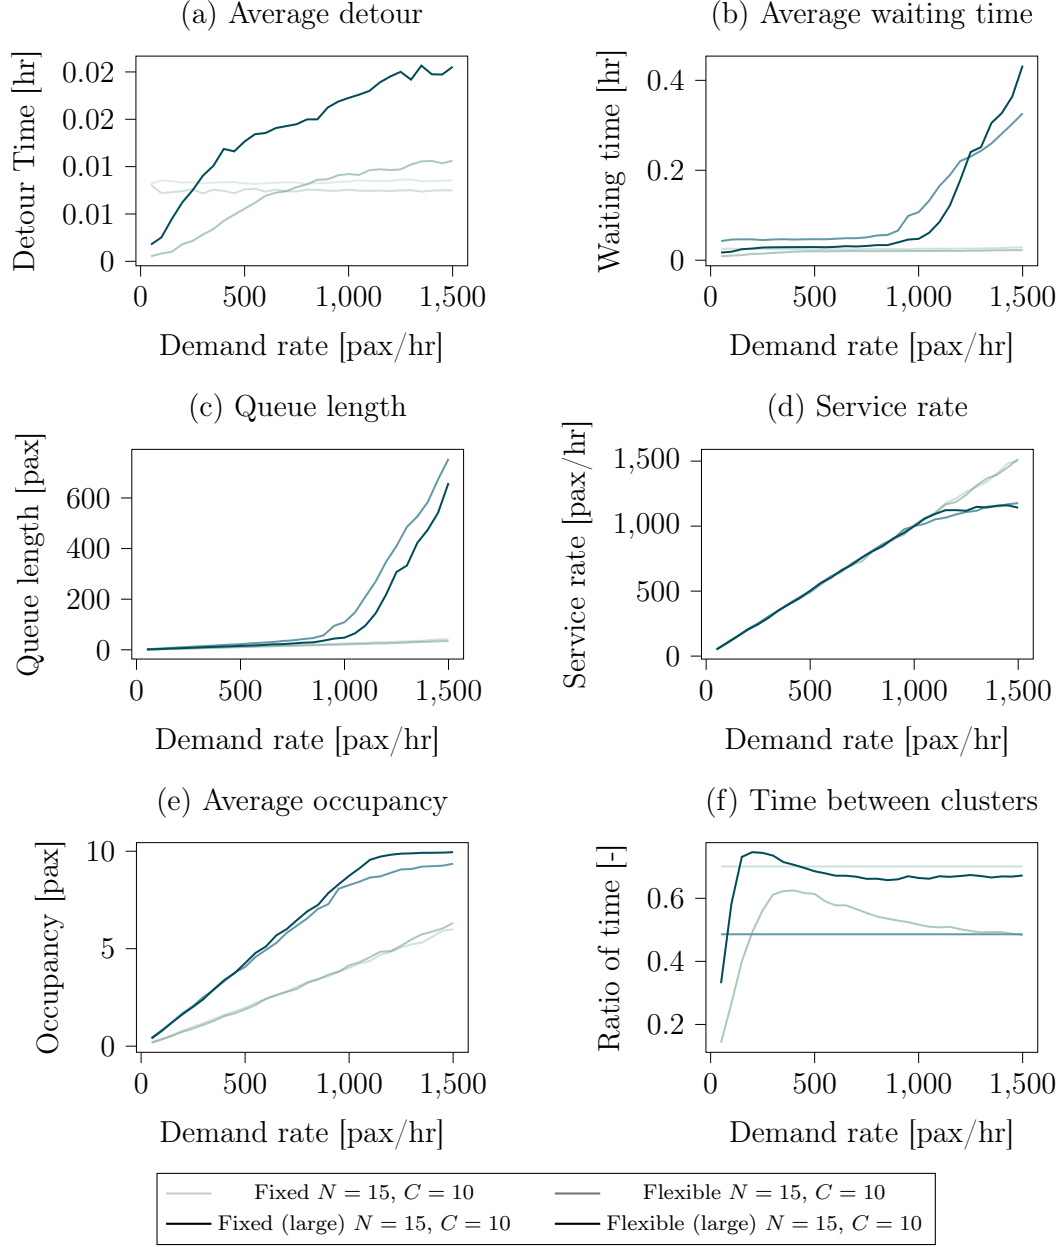 (a) Average detour
(b) Average waiting time
Detour Time [hr]
0.02
0.02
0.01
0.01
0
0
500
1,000
1,500
Demand rate [pax/hr]
Waiting time [hr]
0.4
0.2
0
0
500
1,000
1,500
Demand rate [pax/hr]
(c) Queue length
(d) Service rate
Queue length [pax]
600
400
200
0
0
500
1,000
1,500
Demand rate [pax/hr]
Service rate [pax/hr]
1,500
1,000
500
0
0
500
1,000
1,500
Demand rate [pax/hr]
(e) Average occupancy
(f) Time between clusters
Occupancy [pax]
10
5
0
0
500
1,000
1,500
Demand rate [pax/hr]
Ratio of time [-]
0.6
0.4
0.2
0
500
1,000
1,500
Demand rate [pax/hr]
Fixed N = 15, C = 10
Flexible N = 15, C = 10
Fixed (large) N = 15, C = 10
Flexible (large) N = 15, C = 10